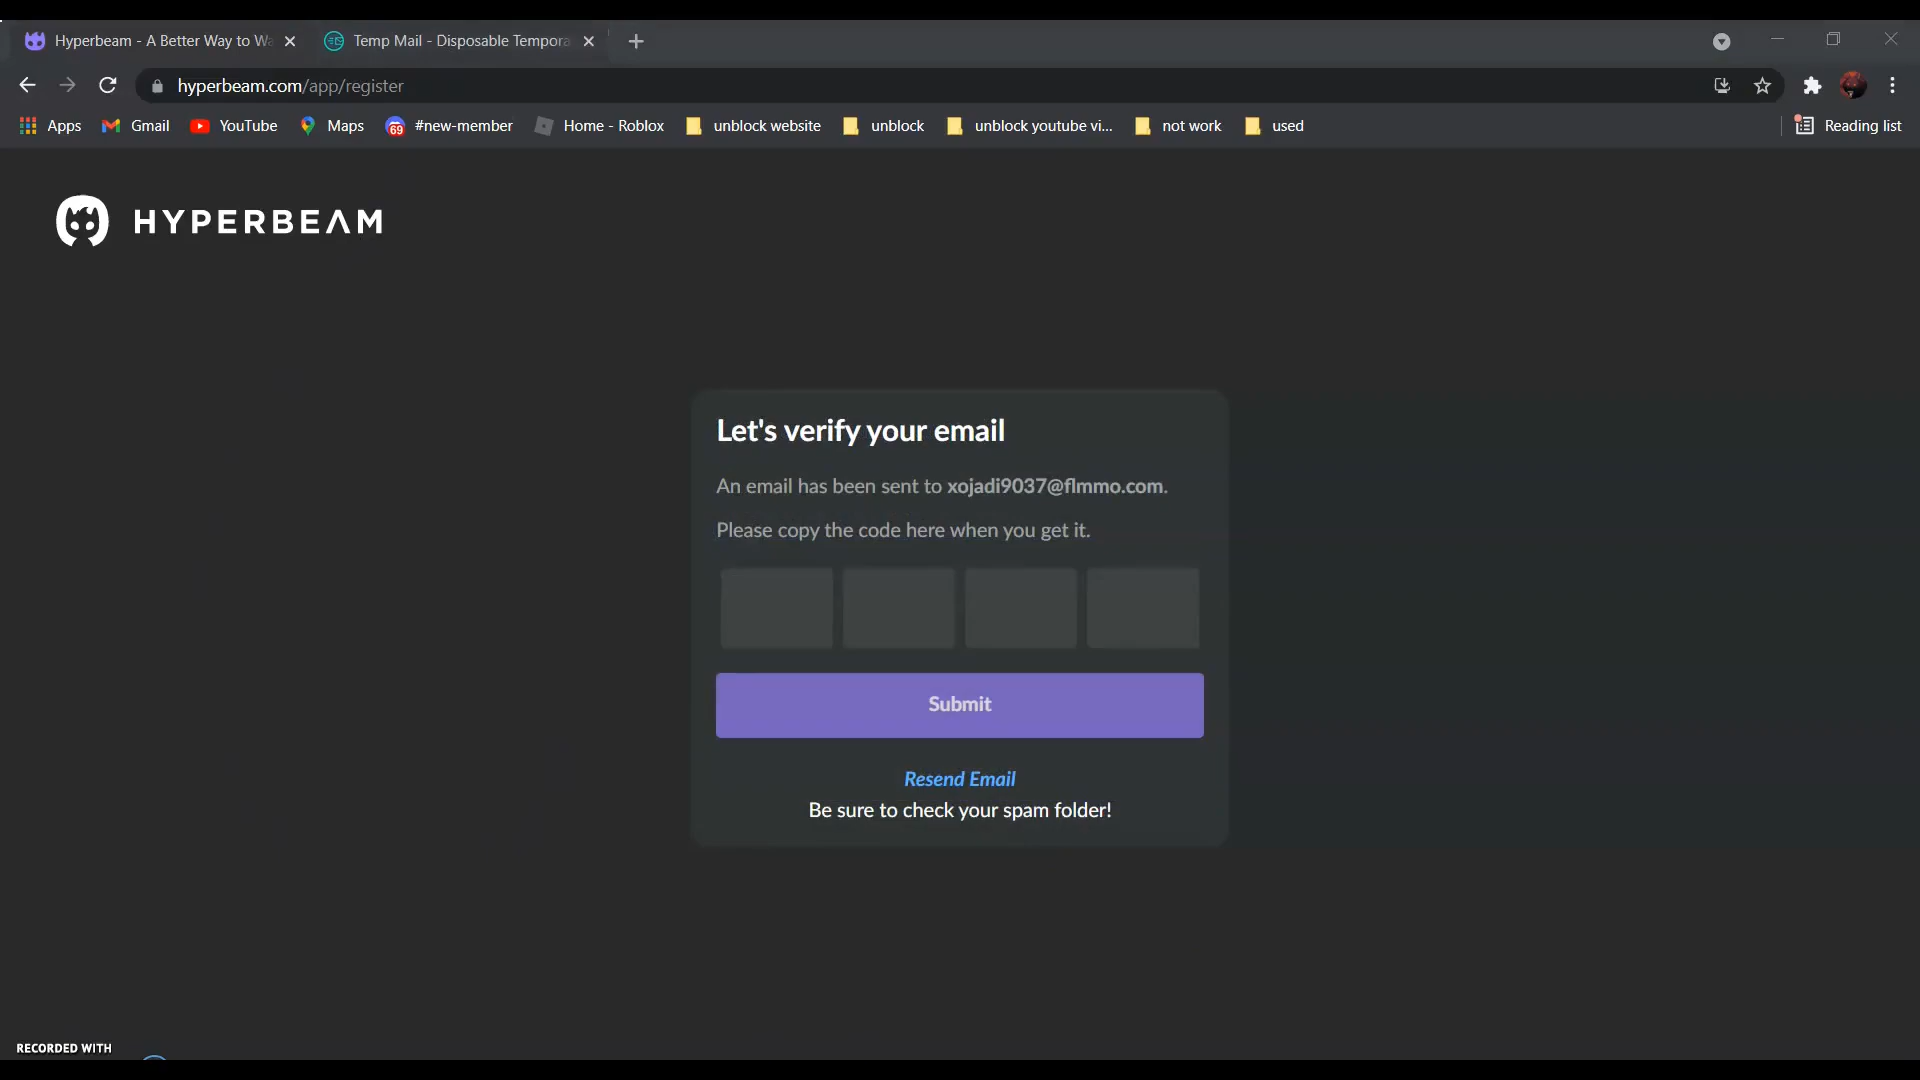 Hyperbeam - A Better Way to Wa
Temp Mail - Disposable Tempora
hyperbeam.com/app/register
Apps
Gmail
YouTube
Maps
69
#new-member
Home - Roblox
unblock website
unblock
unblock youtube vi...
not work
used
Reading list
HYPERBEAM
Let's verify your email
An email has been sent to xojadi9037@flmmo.com.
Please copy the code here when you get it.
Submit
Resend Email
Be sure to check your spam folder!
RECORDED WITH